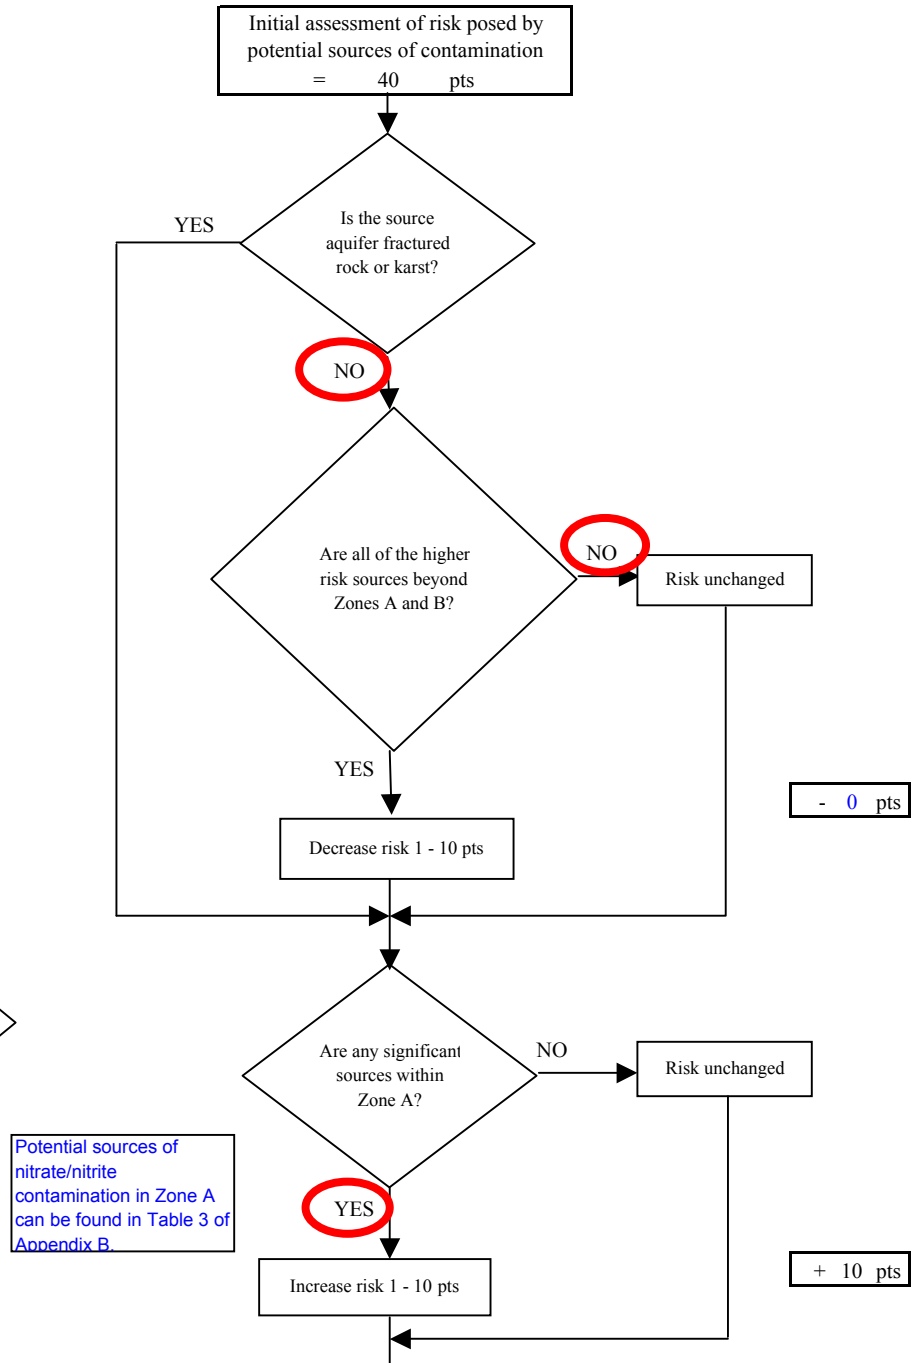 Initial assessment of risk posed by
potential sources of contamination
= 40 pts
Is the source
aquifer fractured
rock or karst?
YES
NO
Are all of the higher
risk sources beyond
Zones A and B?
NO
Risk unchanged
YES
- 0 pts
Decrease risk 1 - 10 pts
Are any significant
sources within
Zone A?
NO
Risk unchanged
Potential sources of
nitrate/nitrite
contamination in Zone A
can be found in Table 3 of
Appendix B.
YES
+ 10 pts
Increase risk 1 - 10 pts